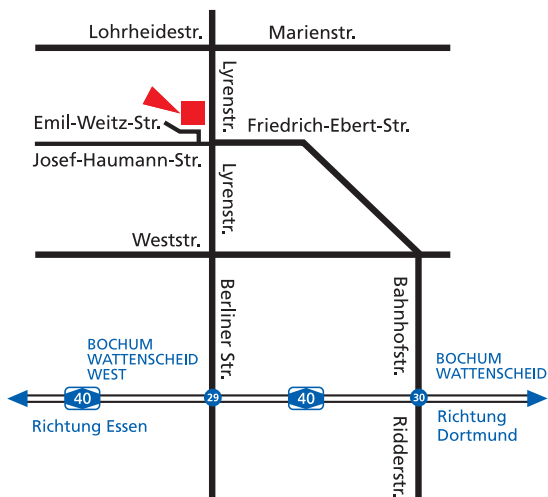 Lohrheidestr.
Marienstr.
Lyrenstr.
Emil-Weitz-Str.
Friedrich-Ebert-Str.
Josef-Haumann-Str.
Lyrenstr.
Weststr.
Berliner Str.
Bahnhofstr.
BOCHUM
WATTENSCHEID
WEST
BOCHUM
WATTENSCHEID
40
29
40
30
Richtung Essen
Richtung
Dortmund
Ridderstr.